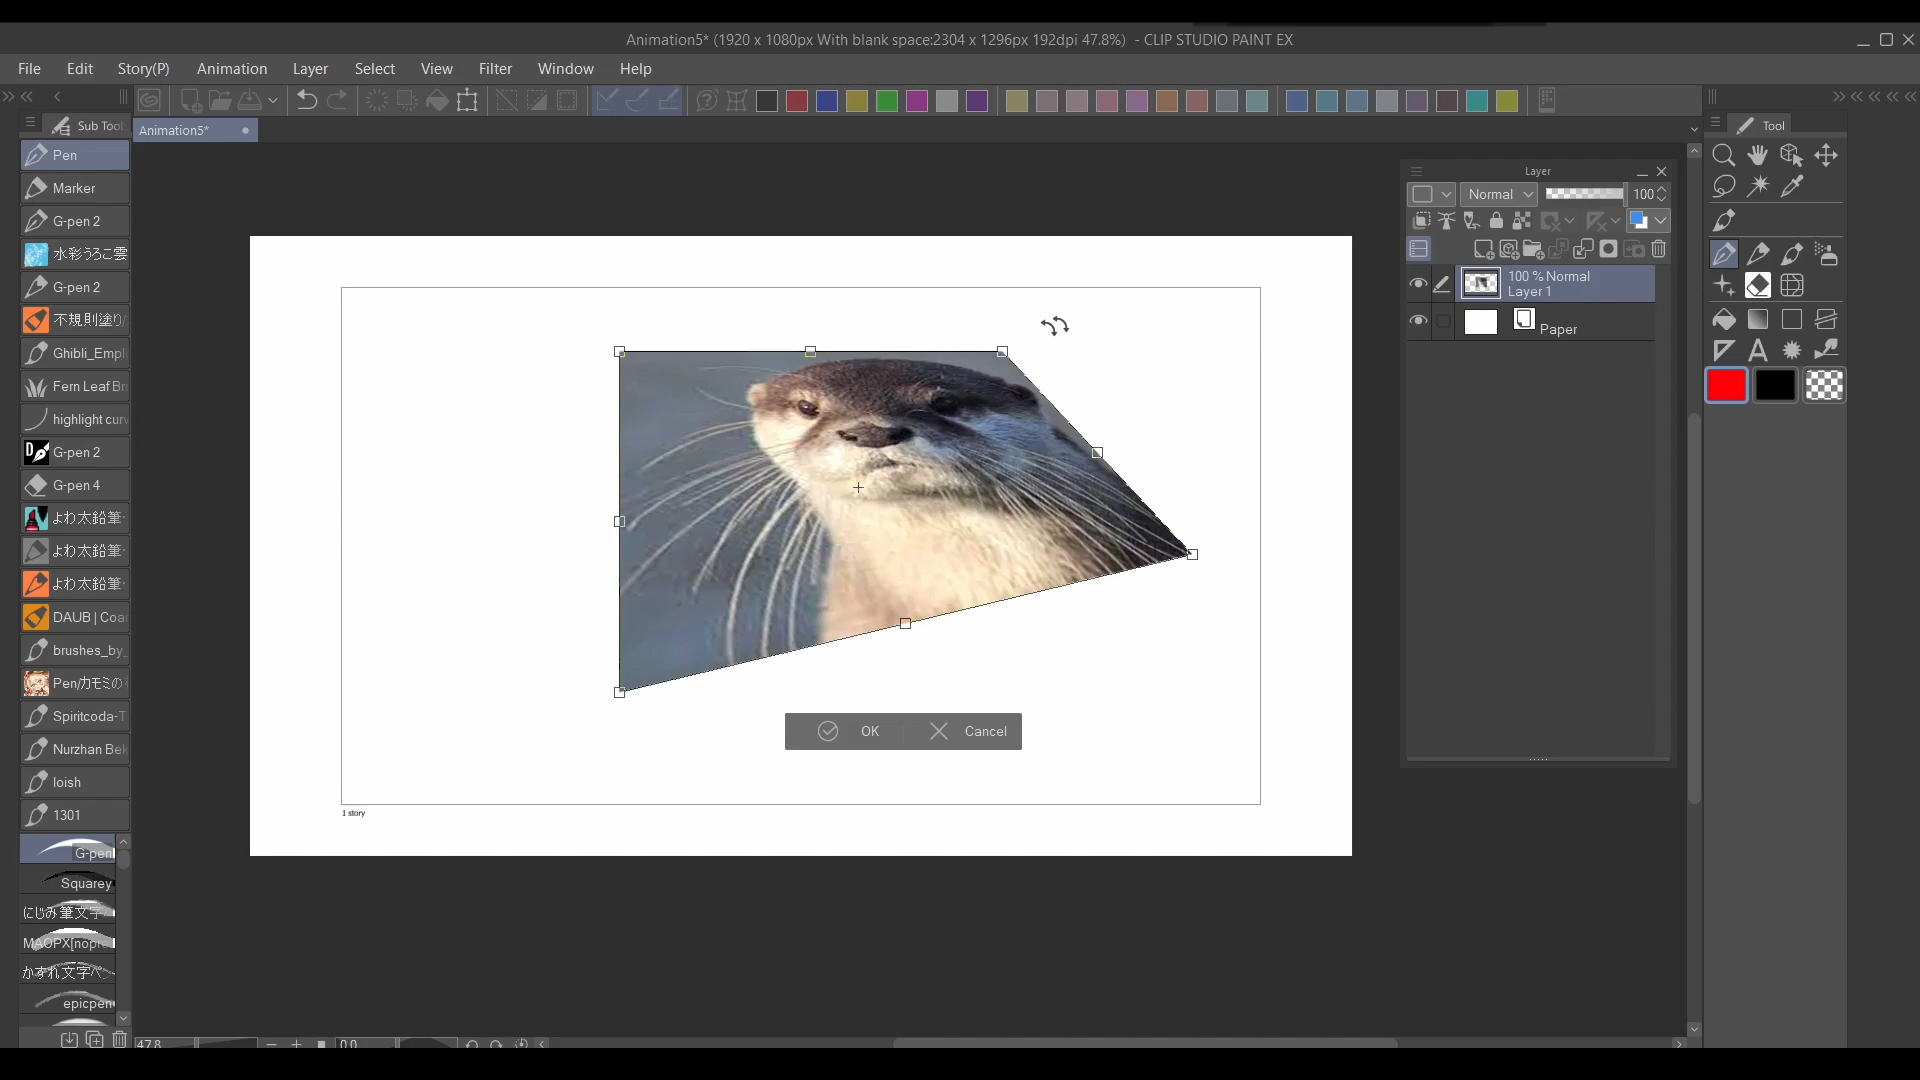 Animation5* (1920 x 1080px With blank space:2304 x 1296px 192dpi 47.8%) - CLIP STUDIO PAINT EX
File Edit Story(P) Animation Layer Select View Filter Window Help
Sub Tool
Animation5*
Tool
Pen
Marker
G-pen 2
水彩うろこ雲
G-pen 2
不規則塗り
Ghibli_Empl
Fern Leaf Br
highlight cur
G-pen 2
G-pen 4
よわ太鉛筆
よわ太鉛筆
よわ太鉛筆
DAUB | Coa
brushes_by_
Pen/カモミの
Spiritcoda-T
Nurzhan Bek
loish
1301
G-pen
Squarey
にじみ筆文字
MAOPX[nopre
かすれ文字ペン
epicpen
Layer
Normal 100
100 % Normal
Layer 1
Paper
OK Cancel
1 story
47.8 0.0